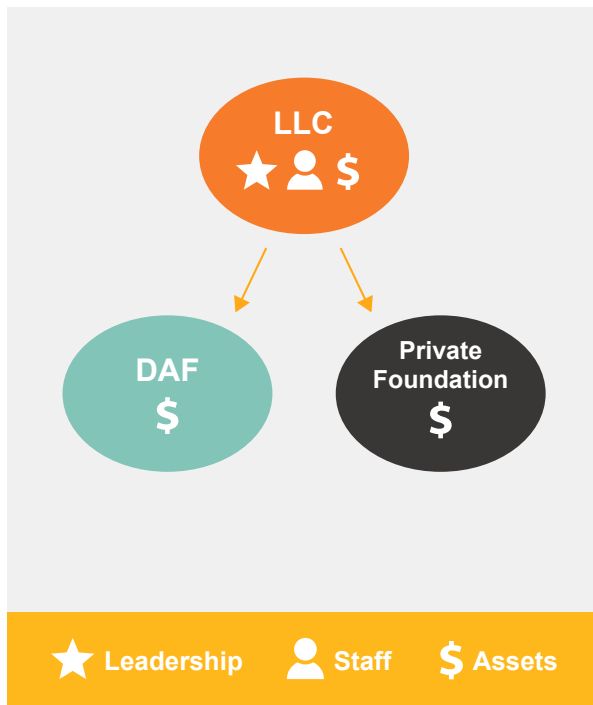 LLC
$
DAF
$
Private
Foundation
$
Leadership Staff $ Assets